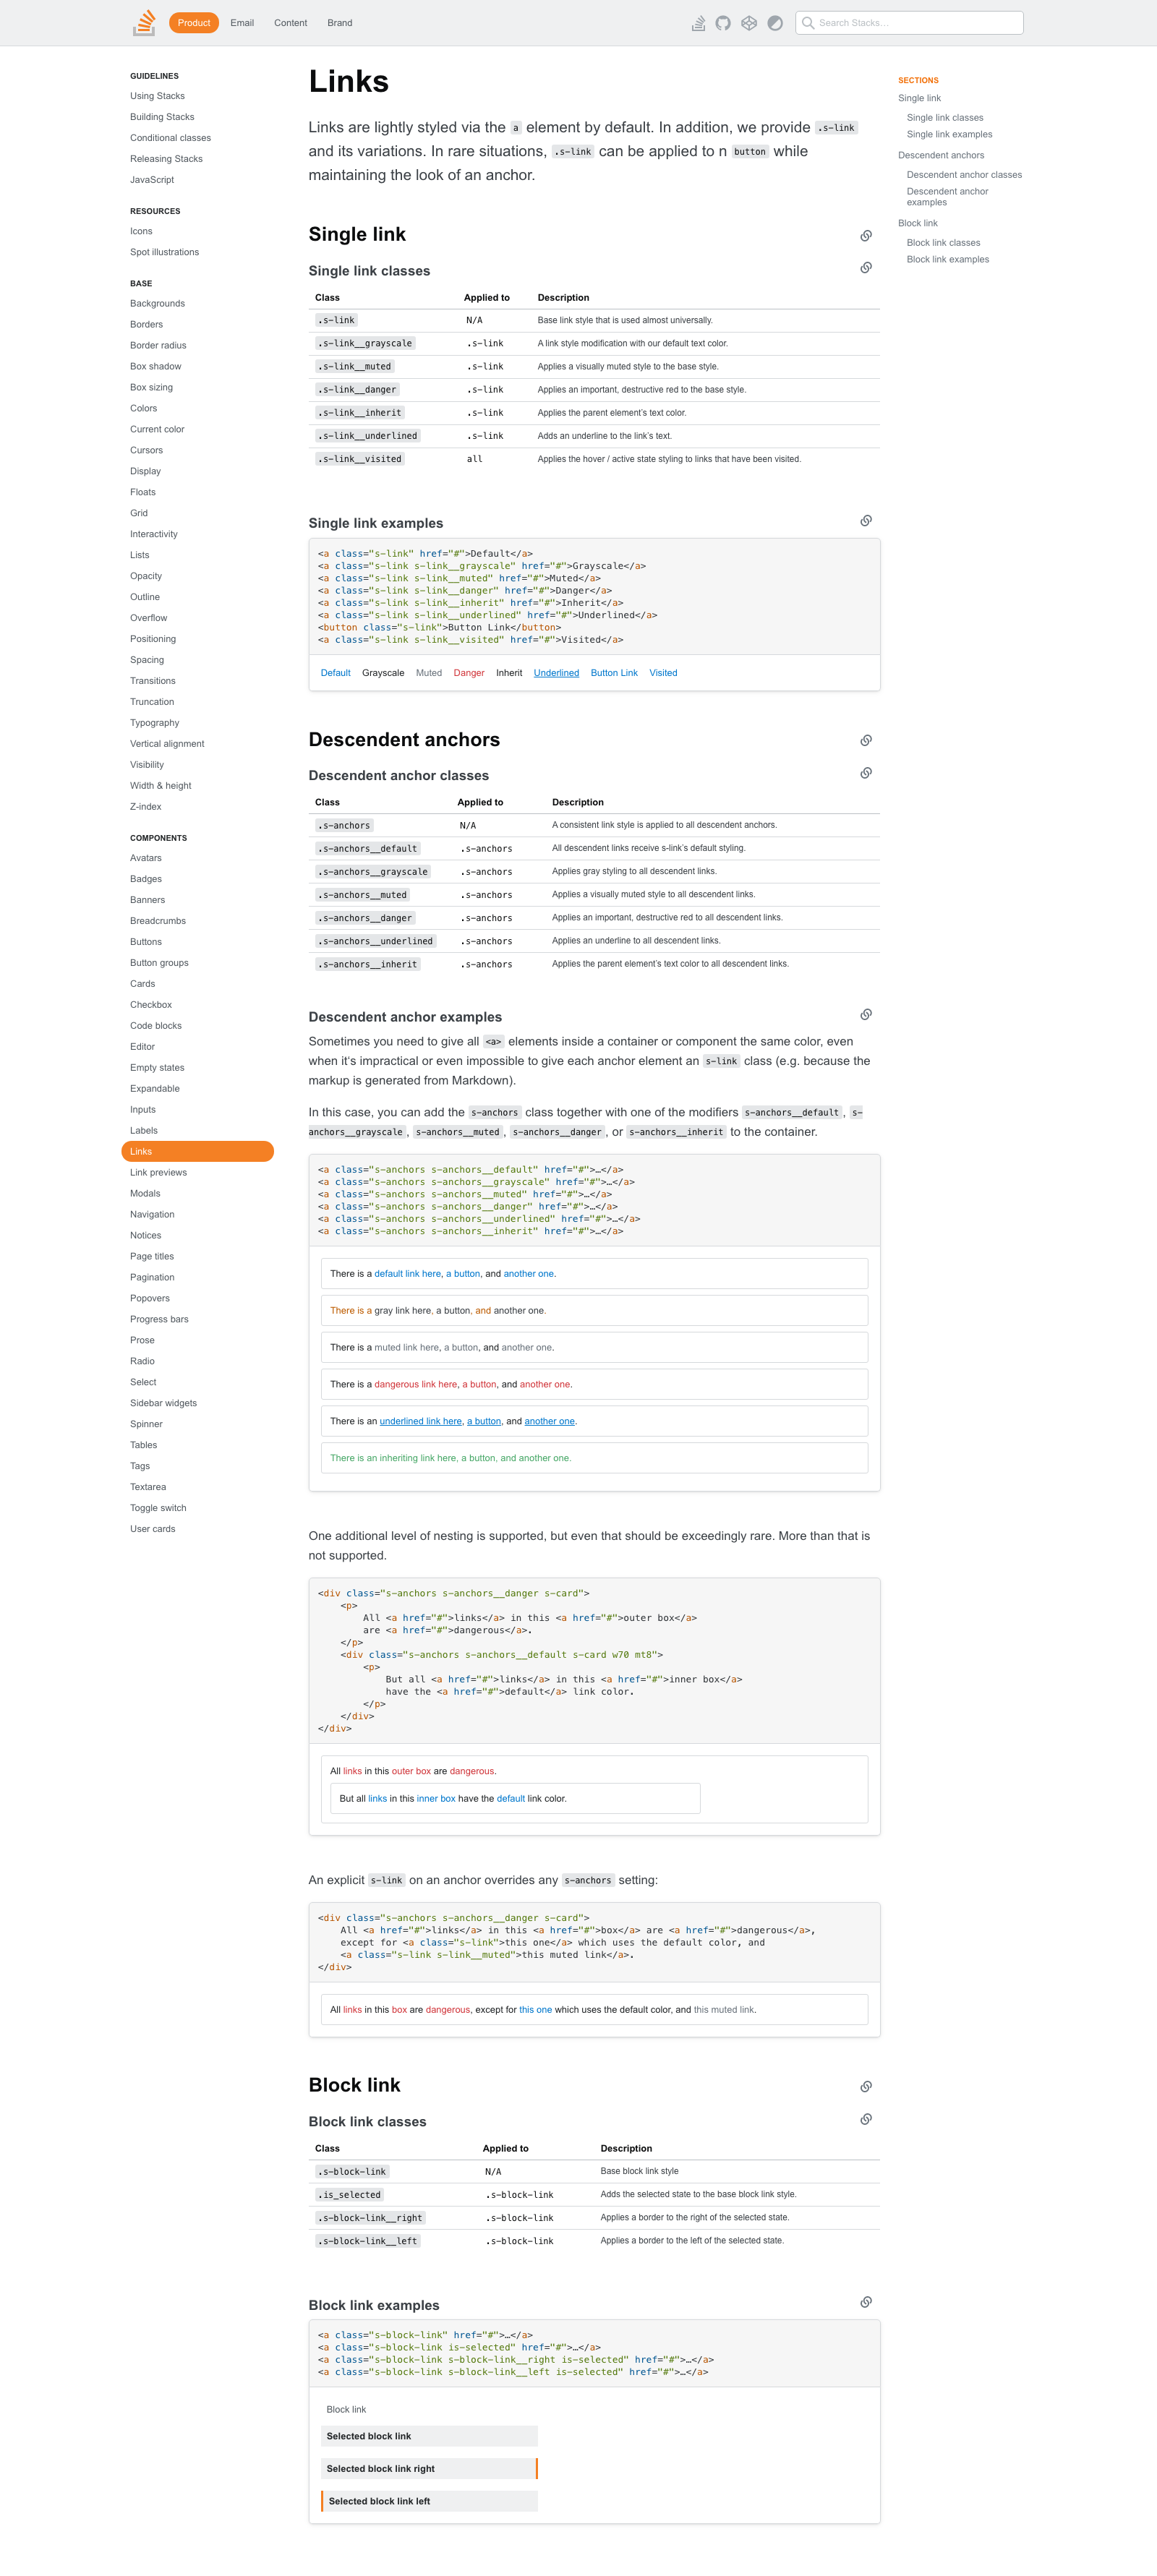 Product
Email
Content
Brand
Search Stacks…
GUIDELINES
Using Stacks
Building Stacks
Conditional classes
Releasing Stacks
JavaScript
RESOURCES
Icons
Spot illustrations
BASE
Backgrounds
Borders
Border radius
Box shadow
Box sizing
Colors
Current color
Cursors
Display
Floats
Grid
Interactivity
Lists
Opacity
Outline
Overflow
Positioning
Spacing
Transitions
Truncation
Typography
Vertical alignment
Visibility
Width & height
Z-index
COMPONENTS
Avatars
Badges
Banners
Breadcrumbs
Buttons
Button groups
Cards
Checkbox
Code blocks
Editor
Empty states
Expandable
Inputs
Labels
Links
Link previews
Modals
Navigation
Notices
Page titles
Pagination
Popovers
Progress bars
Prose
Radio
Select
Sidebar widgets
Spinner
Tables
Tags
Textarea
Toggle switch
User cards
Links
Links are lightly styled via the a element by default. In addition, we provide .s-link
and its variations. In rare situations, .s-link can be applied to n button while
maintaining the look of an anchor.
Single link
Single link classes
Class Applied to Description
.s-link N/A Base link style that is used almost universally.
.s-link__grayscale .s-link A link style modification with our default text color.
.s-link__muted .s-link Applies a visually muted style to the base style.
.s-link__danger .s-link Applies an important, destructive red to the base style.
.s-link__inherit .s-link Applies the parent element's text color.
.s-link__underlined .s-link Adds an underline to the link's text.
.s-link__visited all Applies the hover / active state styling to links that have been visited.
Single link examples
<a class="s-link" href="#">Default</a>
<a class="s-link s-link__grayscale" href="#">Grayscale</a>
<a class="s-link s-link__muted" href="#">Muted</a>
<a class="s-link s-link__danger" href="#">Danger</a>
<a class="s-link s-link__inherit" href="#">Inherit</a>
<a class="s-link s-link__underlined" href="#">Underlined</a>
<button class="s-link">Button Link</button>
<a class="s-link s-link__visited" href="#">Visited</a>
Default Grayscale Muted Danger Inherit Underlined Button Link Visited
Descendent anchors
Descendent anchor classes
Class Applied to Description
.s-anchors N/A A consistent link style is applied to all descendent anchors.
.s-anchors__default .s-anchors All descendent links receive s-link's default styling.
.s-anchors__grayscale .s-anchors Applies gray styling to all descendent links.
.s-anchors__muted .s-anchors Applies a visually muted style to all descendent links.
.s-anchors__danger .s-anchors Applies an important, destructive red to all descendent links.
.s-anchors__underlined .s-anchors Applies an underline to all descendent links.
.s-anchors__inherit .s-anchors Applies the parent element's text color to all descendent links.
Descendent anchor examples
Sometimes you need to give all <a> elements inside a container or component the same color, even
when it's impractical or even impossible to give each anchor element an s-link class (e.g. because the
markup is generated from Markdown).
In this case, you can add the s-anchors class together with one of the modifiers s-anchors__default, s-
anchors__grayscale, s-anchors__muted, s-anchors__danger, or s-anchors__inherit to the container.
<a class="s-anchors s-anchors__default" href="#">…</a>
<a class="s-anchors s-anchors__grayscale" href="#">…</a>
<a class="s-anchors s-anchors__muted" href="#">…</a>
<a class="s-anchors s-anchors__danger" href="#">…</a>
<a class="s-anchors s-anchors__underlined" href="#">…</a>
<a class="s-anchors s-anchors__inherit" href="#">…</a>
There is a default link here, a button, and another one.
There is a gray link here, a button, and another one.
There is a muted link here, a button, and another one.
There is a dangerous link here, a button, and another one.
There is an underlined link here, a button, and another one.
There is an inheriting link here, a button, and another one.
One additional level of nesting is supported, but even that should be exceedingly rare. More than that is
not supported.
<div class="s-anchors s-anchors__danger s-card">
<p>
All <a href="#">links</a> in this <a href="#">outer box</a>
are <a href="#">dangerous</a>.
</p>
<div class="s-anchors s-anchors__default s-card w70 mt8">
<p>
But all <a href="#">links</a> in this <a href="#">inner box</a>
have the <a href="#">default</a> link color.
</p>
</div>
</div>
All links in this outer box are dangerous.
But all links in this inner box have the default link color.
An explicit s-link on an anchor overrides any s-anchors setting:
<div class="s-anchors s-anchors__danger s-card">
All <a href="#">links</a> in this <a href="#">box</a> are <a href="#">dangerous</a>,
except for <a class="s-link">this one</a> which uses the default color, and
<a class="s-link s-link__muted">this muted link</a>.
</div>
All links in this box are dangerous, except for this one which uses the default color, and this muted link.
Block link
Block link classes
Class Applied to Description
.s-block-link N/A Base block link style
.is_selected .s-block-link Adds the selected state to the base block link style.
.s-block-link__right .s-block-link Applies a border to the right of the selected state.
.s-block-link__left .s-block-link Applies a border to the left of the selected state.
Block link examples
<a class="s-block-link" href="#">…</a>
<a class="s-block-link is-selected" href="#">…</a>
<a class="s-block-link s-block-link__right is-selected" href="#">…</a>
<a class="s-block-link s-block-link__left is-selected" href="#">…</a>
Block link
Selected block link
Selected block link right
Selected block link left
SECTIONS
Single link
Single link classes
Single link examples
Descendent anchors
Descendent anchor classes
Descendent anchor
examples
Block link
Block link classes
Block link examples